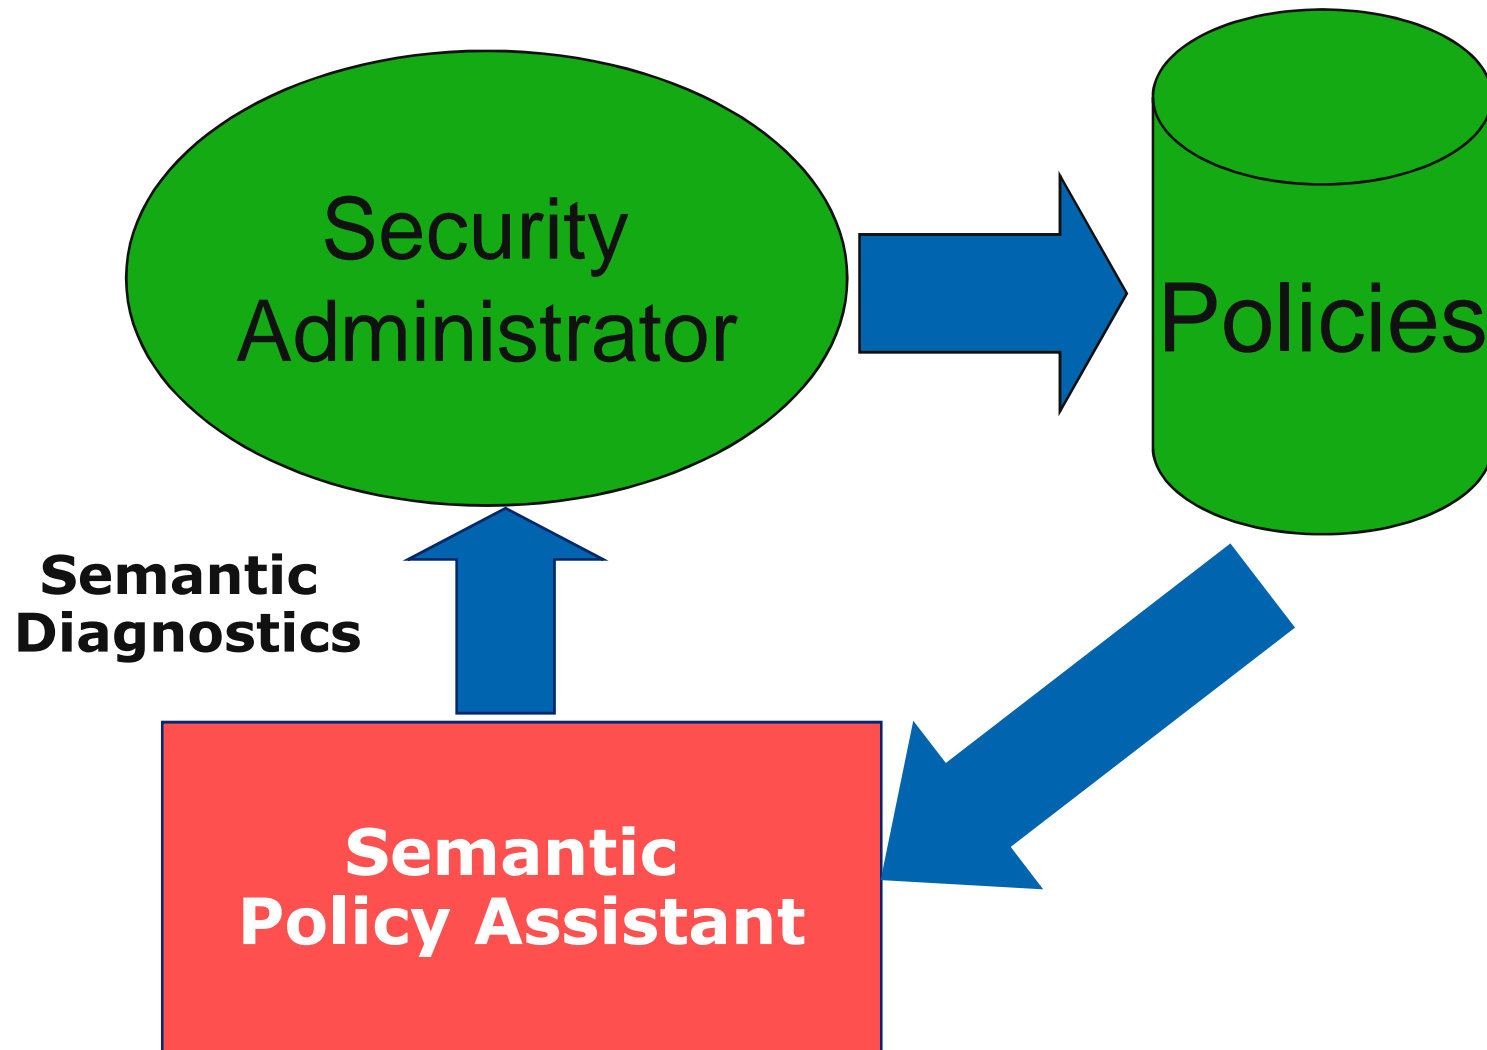 Security
Administrator
Policies
Semantic
Diagnostics
Semantic
Policy Assistant